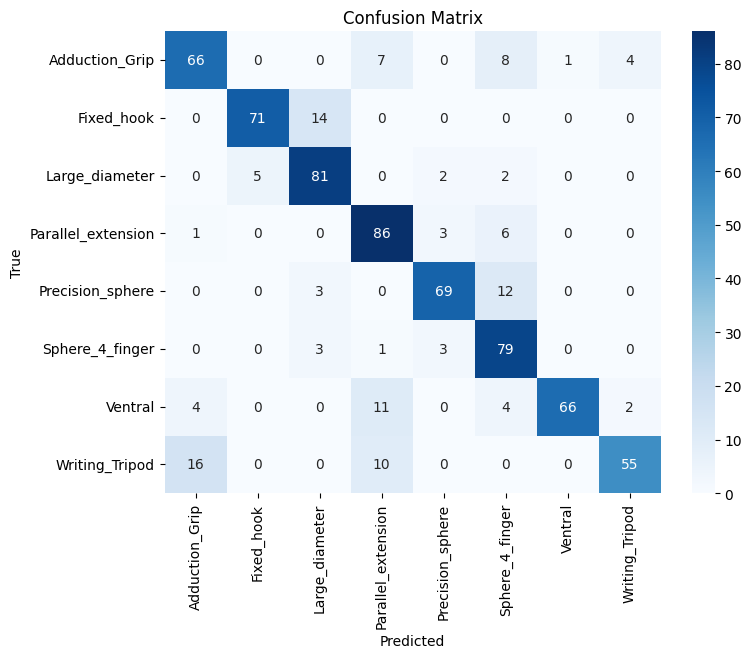 Confusion Matrix
True
Adduction_Grip 66 0 0 7 0 8 1 4
Fixed_hook 0 71 14 0 0 0 0 0
Large_diameter 0 5 81 0 2 2 0 0
Parallel_extension 1 0 0 86 3 6 0 0
Precision_sphere 0 0 3 0 69 12 0 0
Sphere_4_finger 0 0 3 1 3 79 0 0
Ventral 4 0 0 11 0 4 66 2
Writing_Tripod 16 0 0 10 0 0 0 55
Adduction_Grip Fixed_hook Large_diameter Parallel_extension Precision_sphere Sphere_4_finger Ventral Writing_Tripod
Predicted
80
70
60
50
40
30
20
10
0